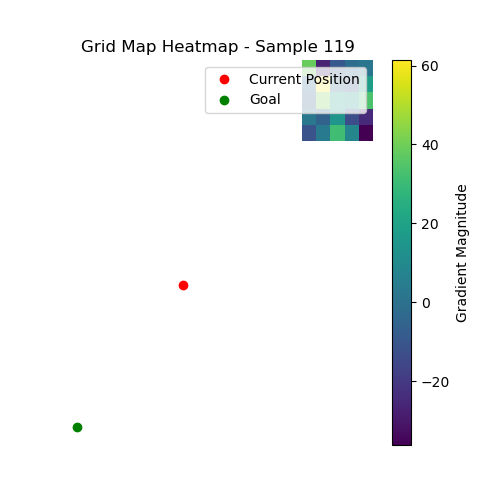 Grid Map Heatmap - Sample 119
Current Position
Goal
60
40
20
0
−20
Gradient Magnitude